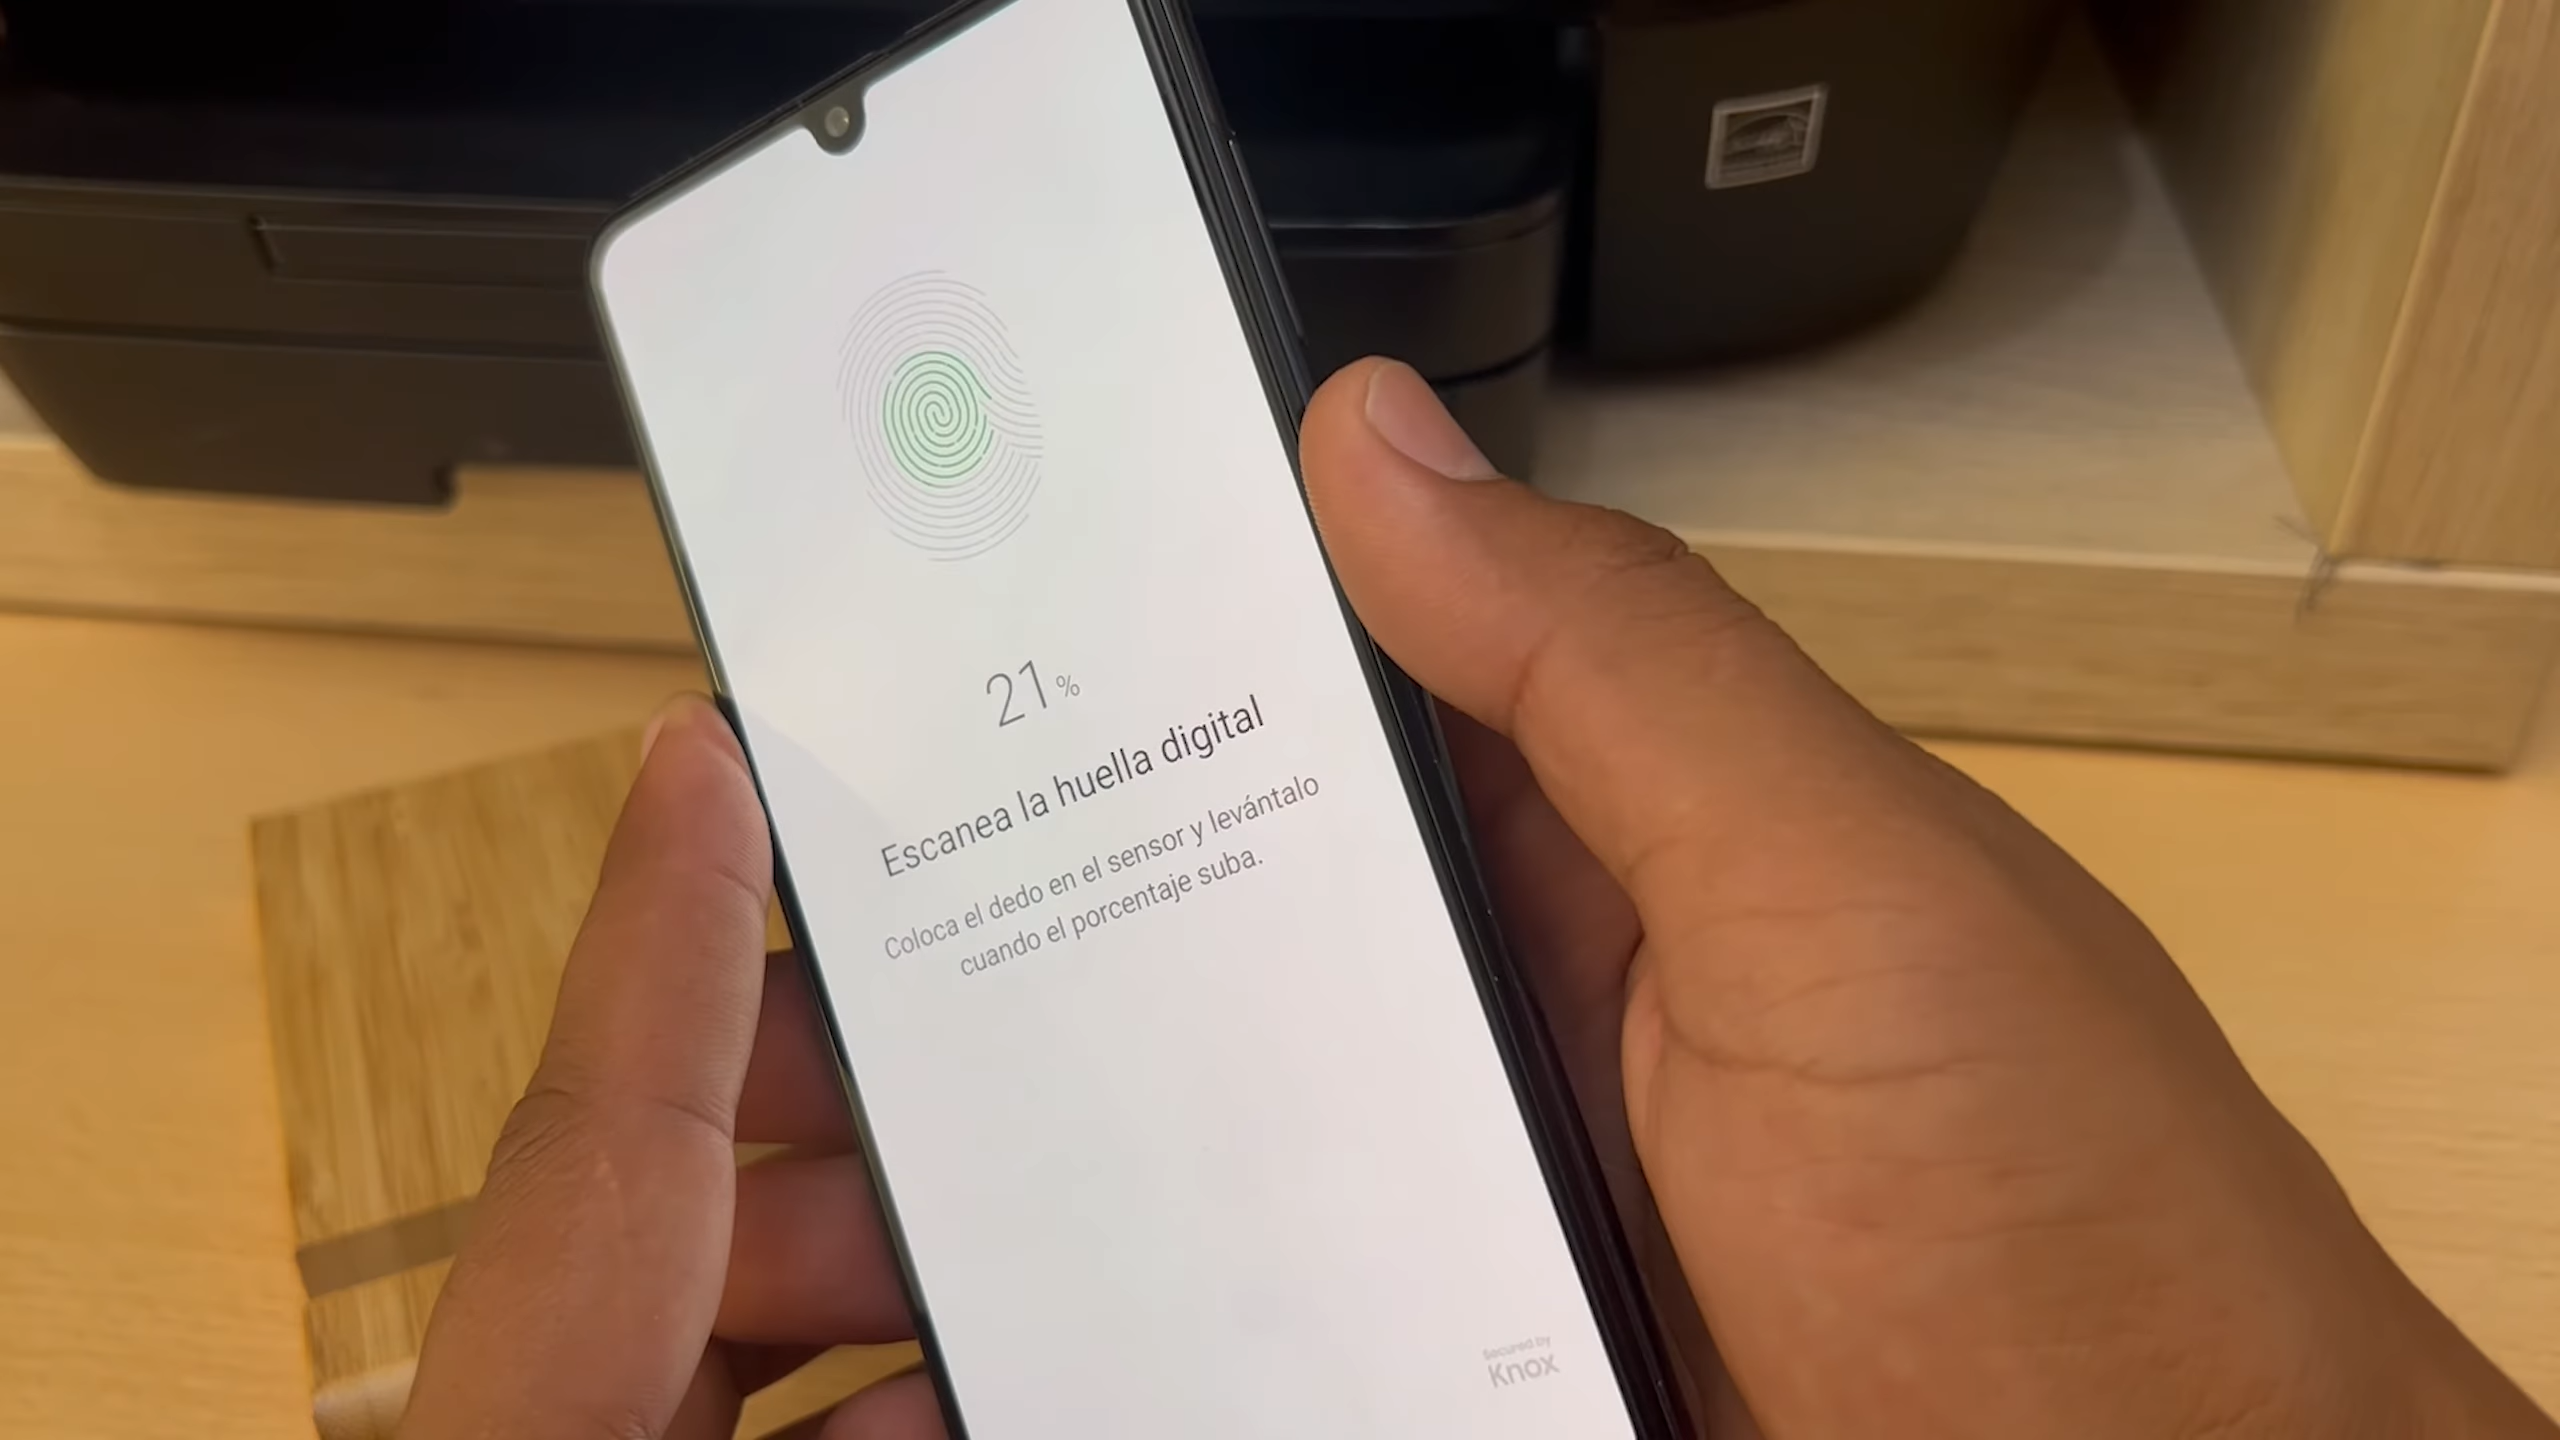 21%
Escanea la huella digital
Coloca el dedo en el sensor y levántalo
cuando el porcentaje suba.
Secured by
Knox